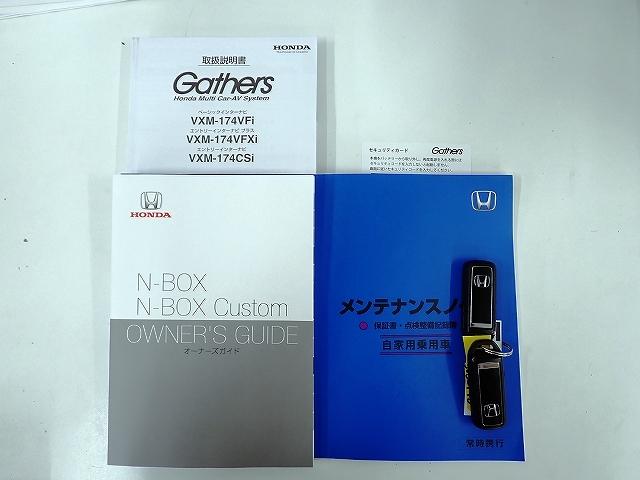 HONDA
取扱説明書
Gathers
Honda Multi Car-AV System
ベーシックインターナビ
VXM-174VFi
エントリーインターナビ プラス
VXM-174VFXi
エントリーインターナビ
VXM-174CSi
セキュリティカード Gathers
HONDA
N-BOX
N-BOX Custom
OWNER'S GUIDE
オーナーズガイド
メンテナンスノ
保証書・点検整備記録
自家用乗用車
常時携行